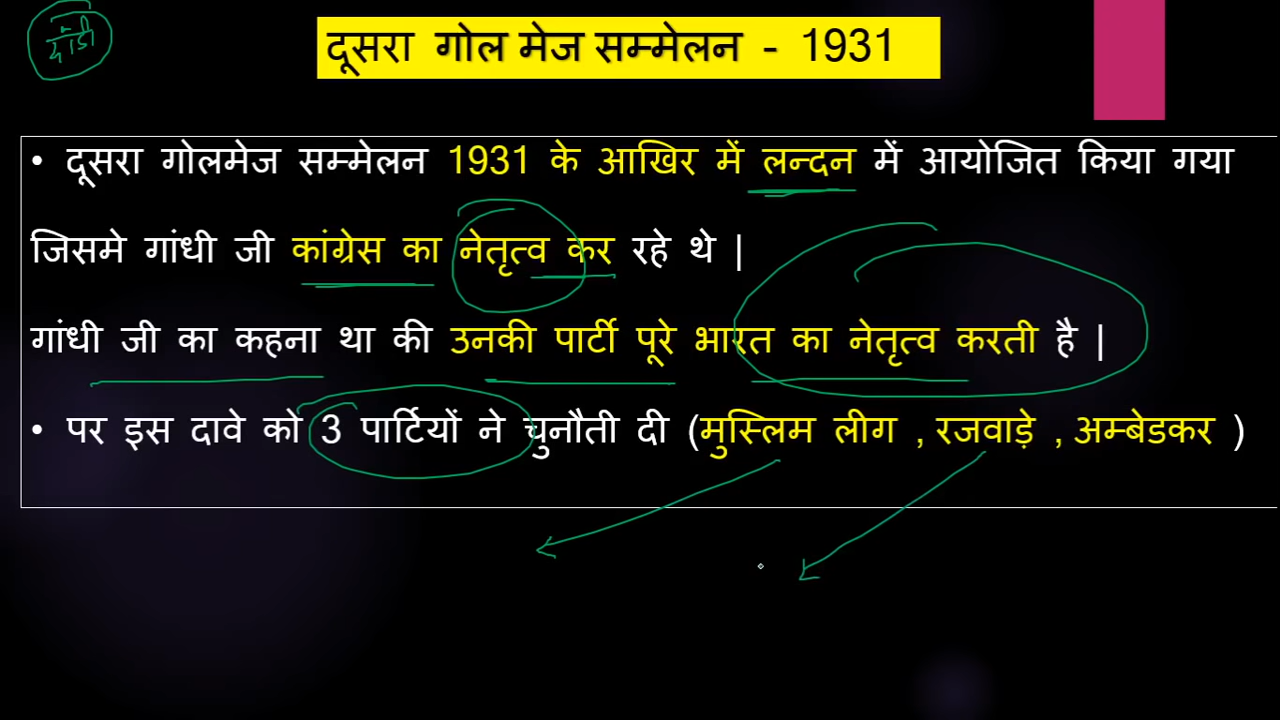 दूसरा गोल मेज सम्मेलन - 1931
• दूसरा गोलमेज सम्मेलन 1931 के आखिर में लन्दन में आयोजित किया गया
जिसमे गांधी जी कांग्रेस का नेतृत्व कर रहे थे |
गांधी जी का कहना था की उनकी पार्टी पूरे भारत का नेतृत्व करती है |
• पर इस दावे को 3 पार्टियों ने चुनौती दी (मुस्लिम लीग , रजवाड़े , अम्बेडकर )